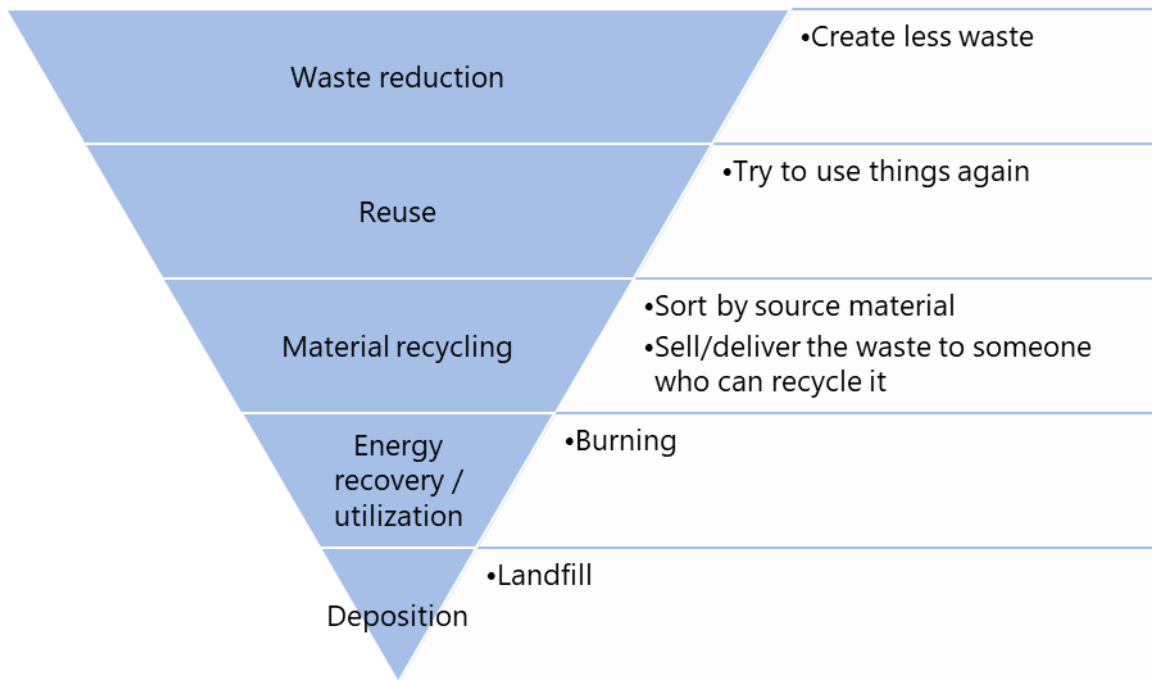 Waste reduction
•Create less waste
Reuse
•Try to use things again
Material recycling
•Sort by source material
•Sell/deliver the waste to someone
who can recycle it
Energy
recovery /
utilization
•Burning
Deposition
•Landfill